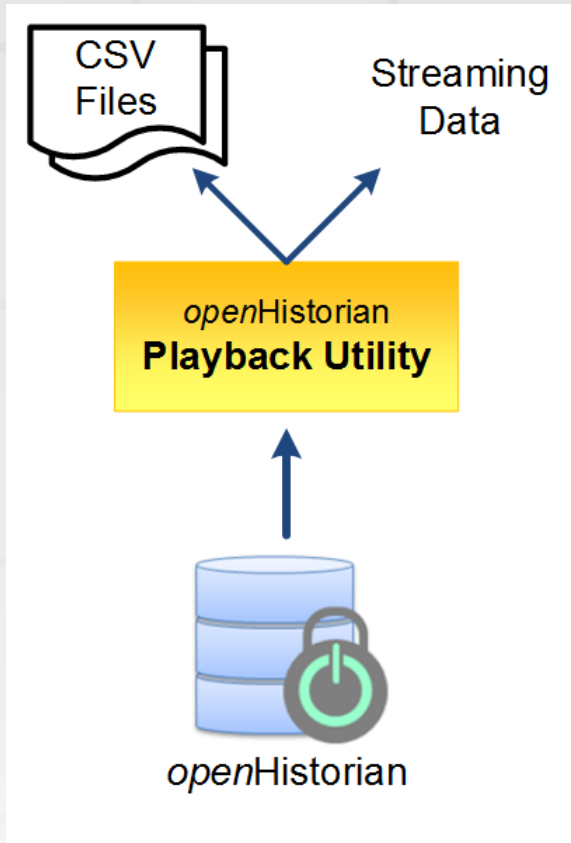 CSV
Files
Streaming
Data
openHistorian
Playback Utility
openHistorian